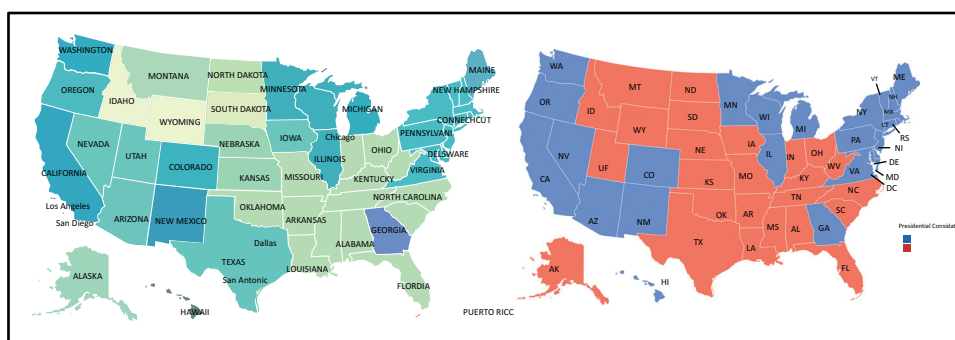 WASHINGTON
MAINE
MONTANA
NORTH DAKOTA
MINNESOTA
OREGON
NEW HAMPSHIRE
IDAHO
SOUTH DAKOTA
MICHIGAN
CONNECHCUT
WYOMING
Chicago
PENNSYLVANI
IOWA
NEVADA
NEBRASKA
OHIO
DELSWARE
UTAH
ILLINOIS
COLORADO
VIRGINIA
CALIFORNIA
KANSAS
MISSOURI
KENTUCKY
NORTH CAROLINA
Los Angeles
OKLAHOMA
ARIZONA
NEW MEXICO
ARKANSAS
San Diego
GEORGIA
Dallas
ALABAMA
TEXAS
LOUISIANA
ALASKA
San Antonic
FLORDIA
HAWAII
PUERTO RICC
WA
VT
ME
MT
ND
OR
MN
NH
ID
WI
NY
MA
SD
MI
CT
RS
WY
PA
NI
IA
NE
OH
NV
IL
IN
DE
UF
WV
CO
VA
MD
CA
KS
MO
KY
DC
NC
TN
OK
AR
SC
AZ
NM
MS
AL
GA
TX
LA
Presidential Considat
FL
AK
HI